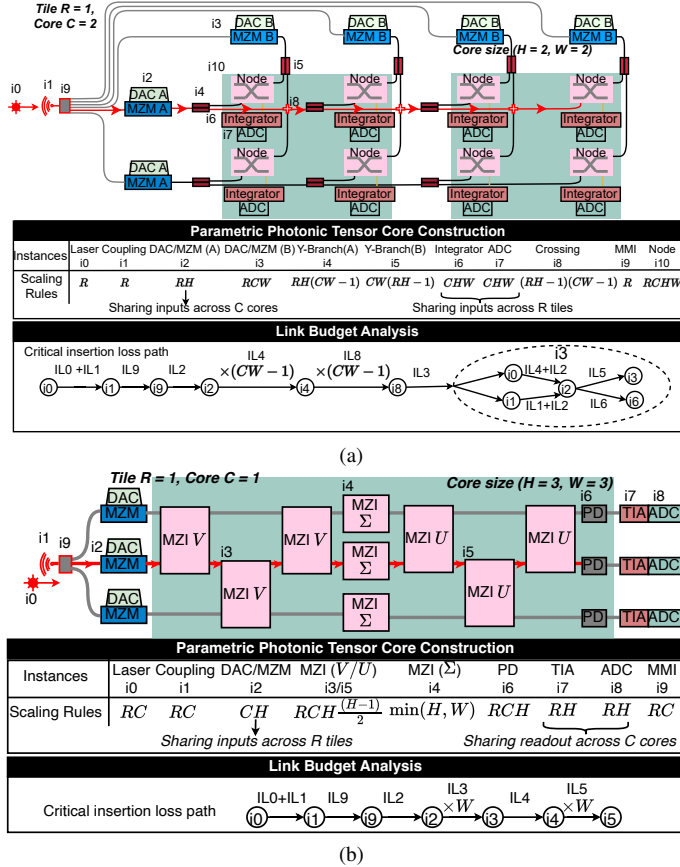 Tile R = 1,
Core C = 2
DAC B DAC B DAC B DAC B
i3 MZM B MZM B MZM B MZM B
Core size (H = 2, W = 2)
i0 i1 i9 i2 i10 i5
DAC A i4 Node Node Node Node
MZM A i8
i6 Integrator Integrator Integrator Integrator
i7 ADC ADC ADC ADC
DAC A Node Node Node Node
MZM A
Integrator Integrator Integrator Integrator
ADC ADC ADC ADC
Parametric Photonic Tensor Core Construction
Instances Laser Coupling DAC/MZM (A) DAC/MZM (B) Y-Branch(A) Y-Branch(B) Integrator ADC Crossing MMI Node
i0 i1 i2 i3 i4 i5 i6 i7 i8 i9 i10
Scaling Rules R R RH RCW RH(CW−1) CW(RH−1) CHW CHW (RH−1)(CW−1) R RCHW
Sharing inputs across C cores Sharing inputs across R tiles
Link Budget Analysis
Critical insertion loss path
i3
IL0 +IL1 IL9 IL2 IL4 ×(CW−1) IL8 ×(CW−1) IL3 IL4+IL2 IL5
i0 i1 i9 i2 i4 i8 i0 i2 i3
i1 IL1+IL2 IL6 i6
(a)
Tile R = 1, Core C = 1 Core size (H = 3, W = 3)
DAC i4 i6 i7 i8
MZM MZI V MZI V MZI Σ MZI U MZI U PD TIA ADC
i1 i9 i2 DAC i3 i5
i0 MZM MZI Σ PD TIA ADC
DAC MZI V MZI U
MZM MZI Σ PD TIA ADC
Parametric Photonic Tensor Core Construction
Instances Laser Coupling DAC/MZM MZI (V/U) MZI (Σ) PD TIA ADC MMI
i0 i1 i2 i3/i5 i4 i6 i7 i8 i9
Scaling Rules RC RC CH RCH (H−1)/2 min(H, W) RCH RH RH RC
Sharing inputs across R tiles Sharing readout across C cores
Link Budget Analysis
Critical insertion loss path IL0+IL1 IL9 IL2 IL3 ×W IL4 IL5 ×W
i0 i1 i9 i2 i3 i4 i5
(b)